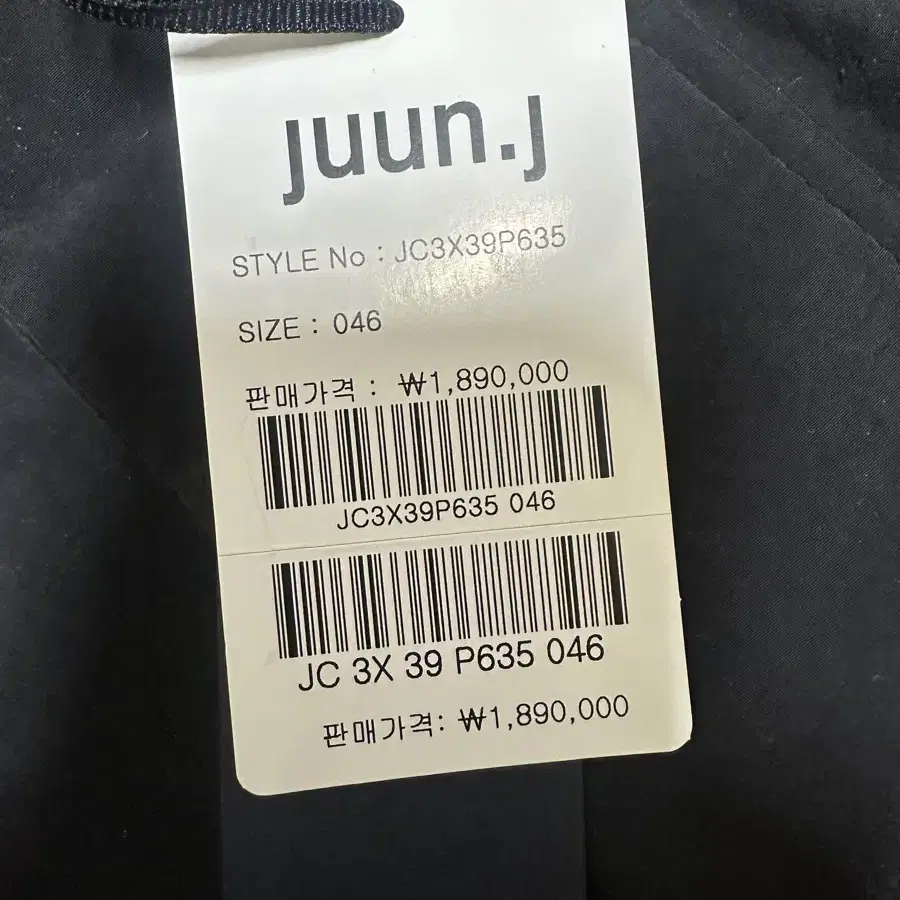 juun.j
STYLE No : JC3X39P635
SIZE : 046
판매가격 : ₩1,890,000
JC3X39P635 046
JC 3X 39 P635 046
판매가격: ₩1,890,000